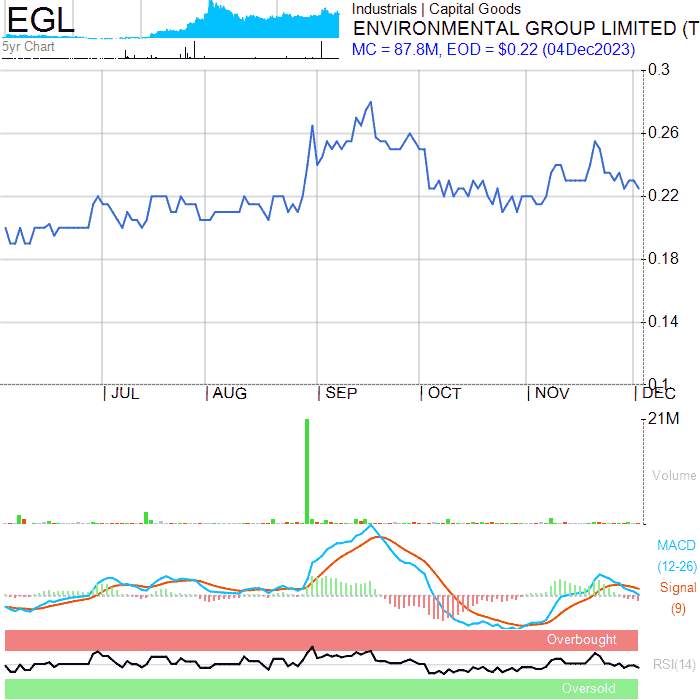 EGL
Industrials | Capital Goods
ENVIRONMENTAL GROUP LIMITED (T
5yr Chart
MC = 87.8M, EOD = $0.22 (04Dec2023)
0.3
0.26
0.22
0.18
0.14
0.1
JUL AUG SEP OCT NOV DEC
21M
Volume
MACD
(12-26)
Signal
(9)
Overbought
RSI(14)
Oversold